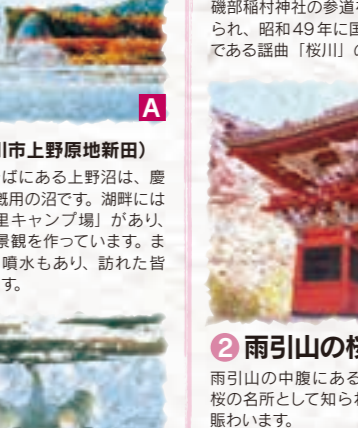 A
川市上野原地新田）
ばにある上野沼は、慶
漑用の沼です。湖畔には
里キャンプ場」があり、
景観を作っています。ま
噴水もあり、訪れた皆
す。
磯部稲村神社の参道
られ、昭和49年に国
である謡曲「桜川」の
2 雨引山の桜
雨引山の中腹にある
桜の名所として知られ
賑わいます。